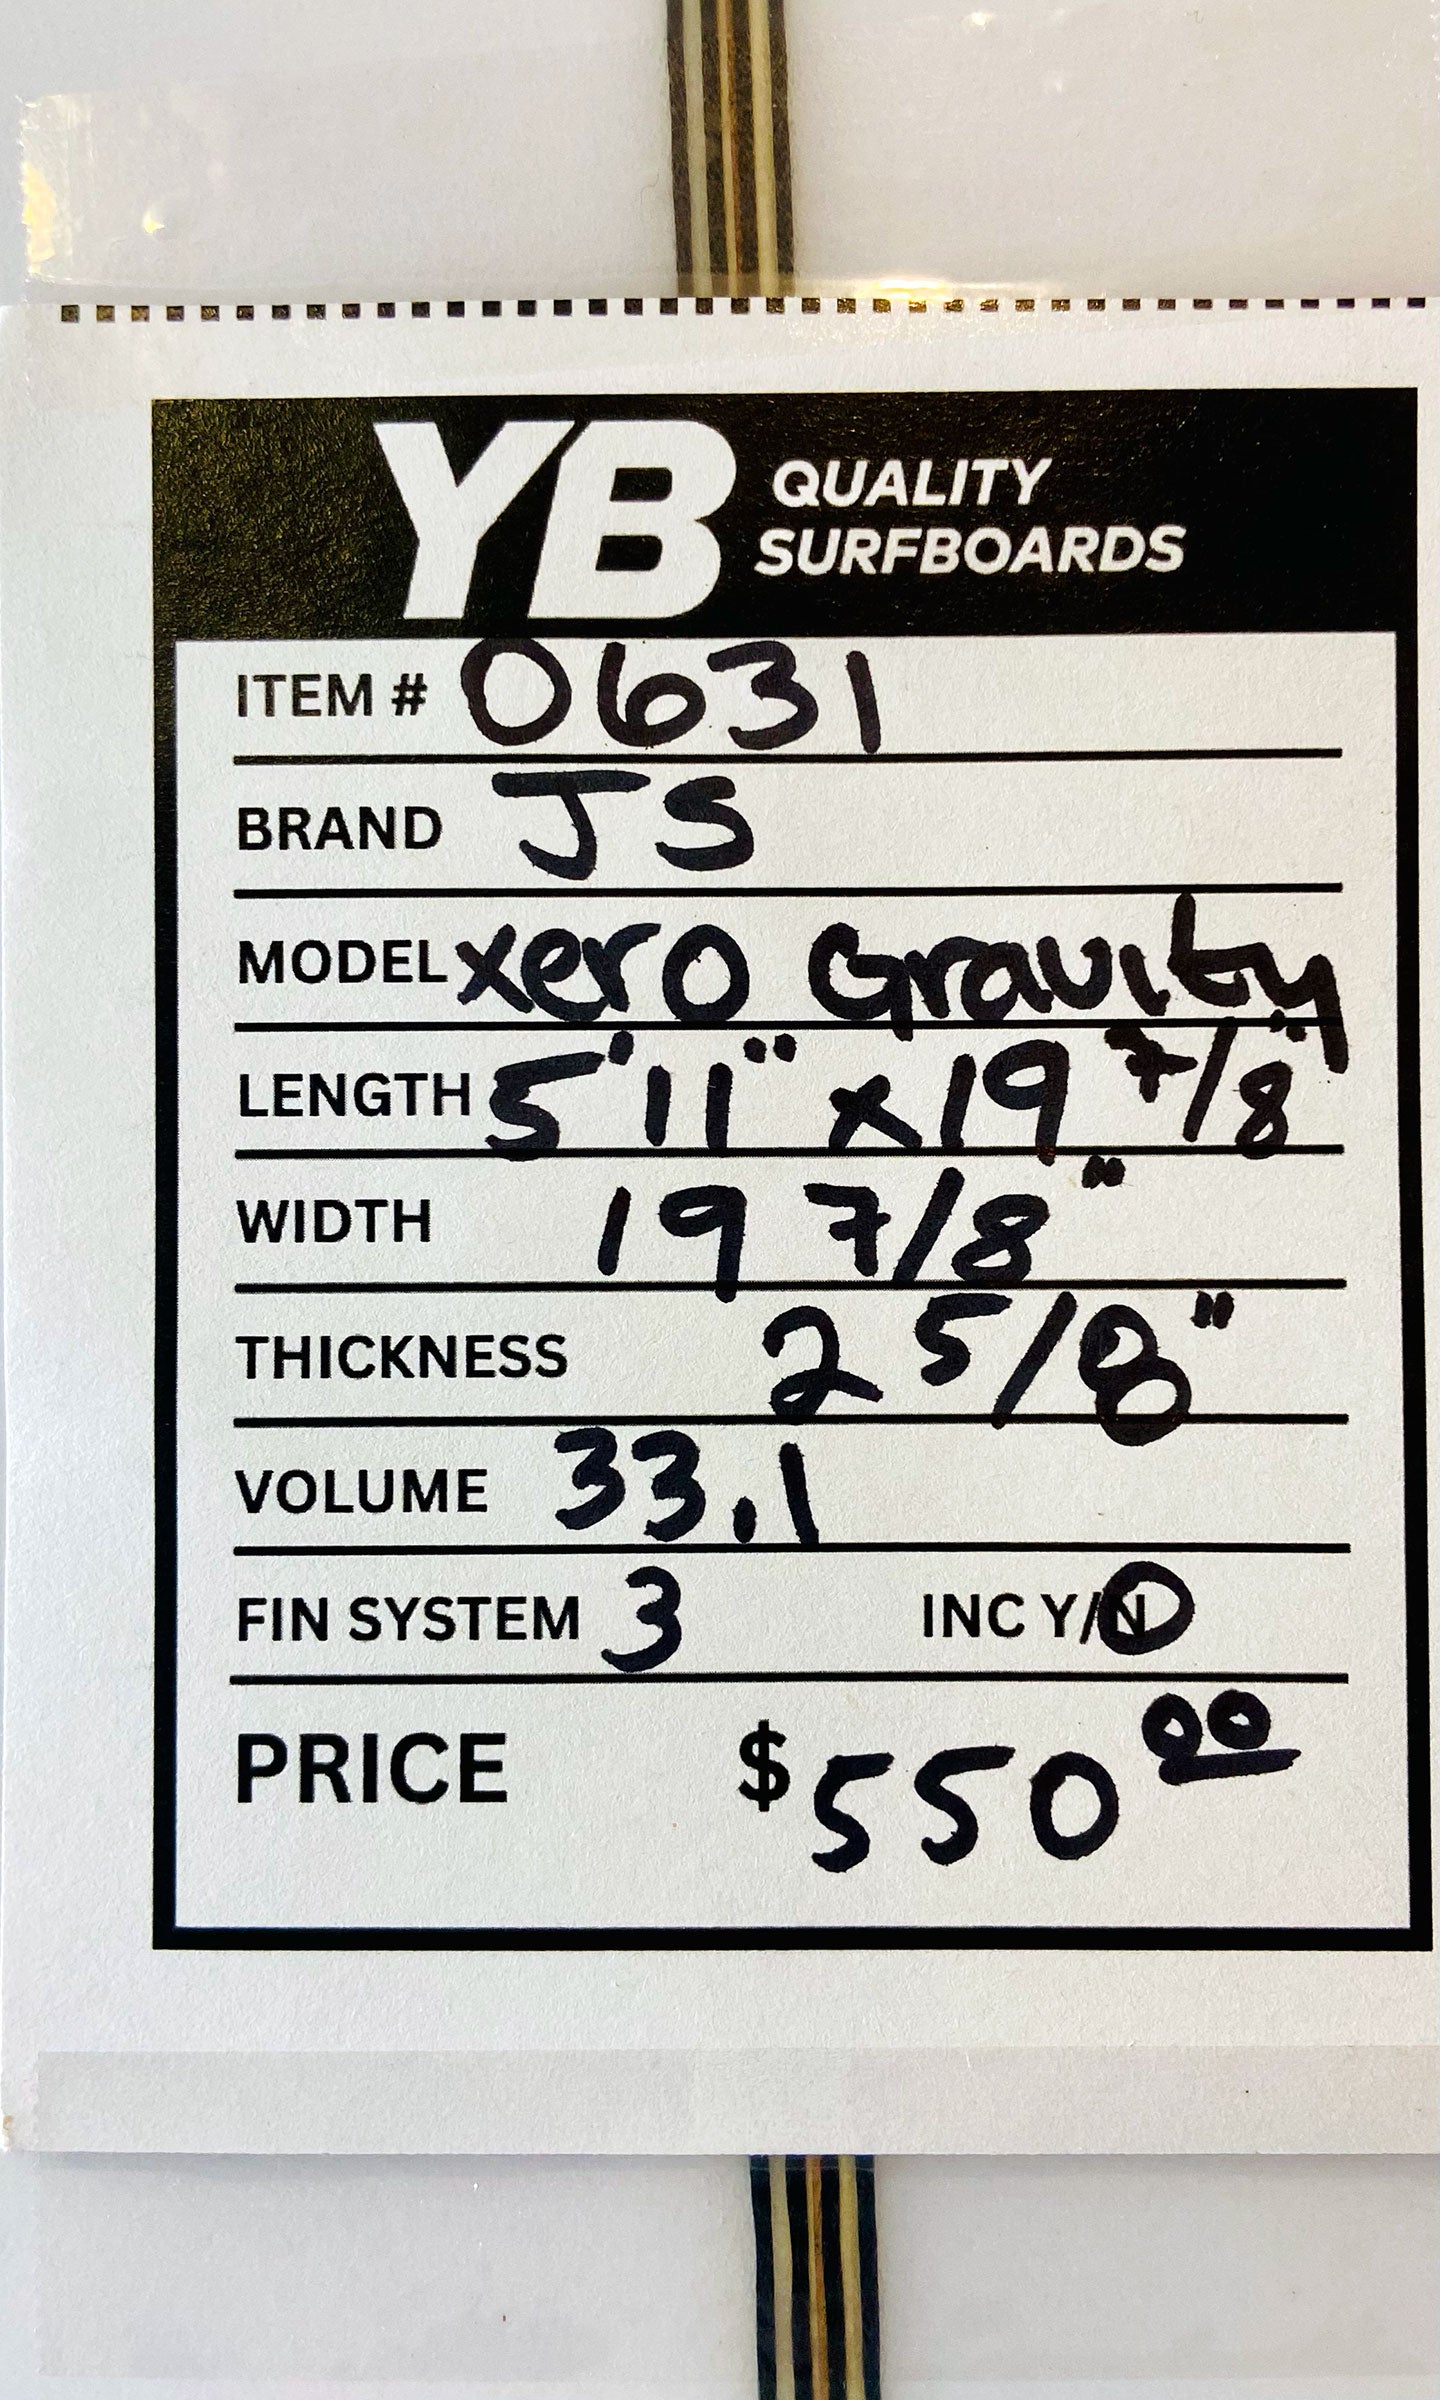 YB QUALITY
SURFBOARDS
ITEM # 0631
BRAND JS
MODEL xero Gravity
LENGTH 5'11" x 19 7/8"
WIDTH 19 7/8"
THICKNESS 2 5/8"
VOLUME 33.1
FIN SYSTEM 3 INC Y/N
PRICE $550 00